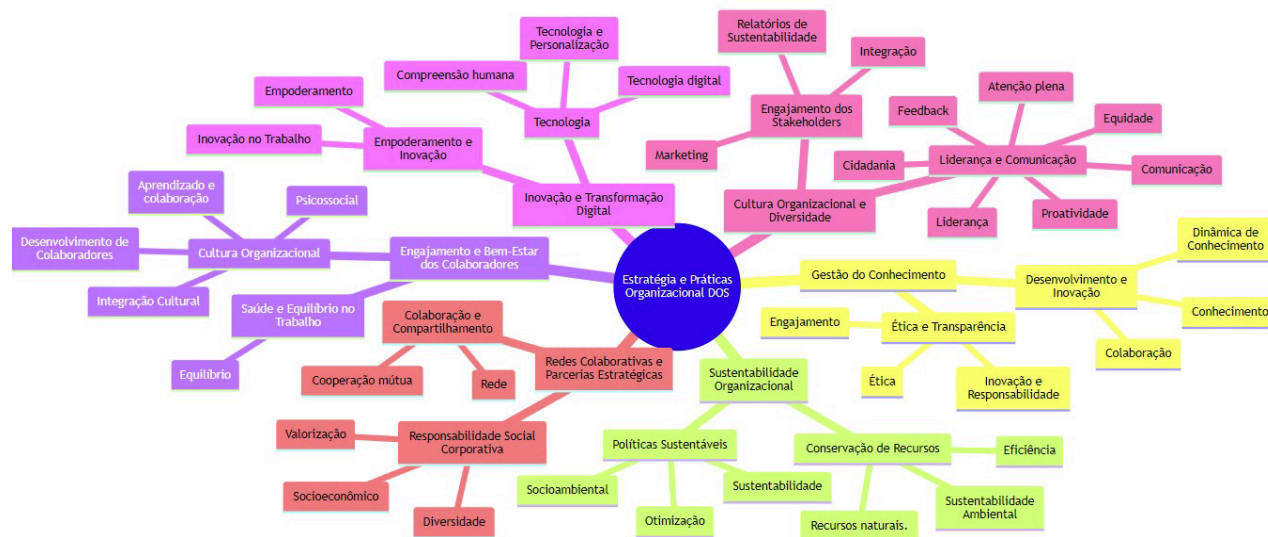 Estratégia e Práticas
Organizacional DOS
Inovação e Transformação
Digital
Tecnologia
Tecnologia e
Personalização
Compreensão humana
Tecnologia digital
Empoderamento e
Inovação
Empoderamento
Inovação no Trabalho
Cultura Organizacional e
Diversidade
Engajamento dos
Stakeholders
Relatórios de
Sustentabilidade
Integração
Marketing
Liderança e Comunicação
Atenção plena
Feedback
Equidade
Cidadania
Comunicação
Liderança
Proatividade
Gestão do Conhecimento
Desenvolvimento e
Inovação
Dinâmica de
Conhecimento
Conhecimento
Colaboração
Ética e Transparência
Engajamento
Ética
Inovação e
Responsabilidade
Sustentabilidade
Organizacional
Políticas Sustentáveis
Socioambiental
Otimização
Sustentabilidade
Conservação de Recursos
Eficiência
Sustentabilidade
Ambiental
Recursos naturais.
Redes Colaborativas e
Parcerias Estratégicas
Colaboração e
Compartilhamento
Cooperação mútua
Rede
Responsabilidade Social
Corporativa
Valorização
Socioeconômico
Diversidade
Engajamento e Bem-Estar
dos Colaboradores
Cultura Organizacional
Aprendizado e
colaboração
Psicossocial
Desenvolvimento de
Colaboradores
Integração Cultural
Saúde e Equilíbrio no
Trabalho
Equilíbrio